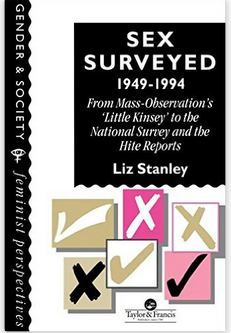 GENDER & SOCIETY
feminist perspectives
SEX
SURVEYED
1949-1994
From Mass-Observation's
'Little Kinsey' to the
National Survey and the
Hite Reports
Liz Stanley
Taylor & Francis